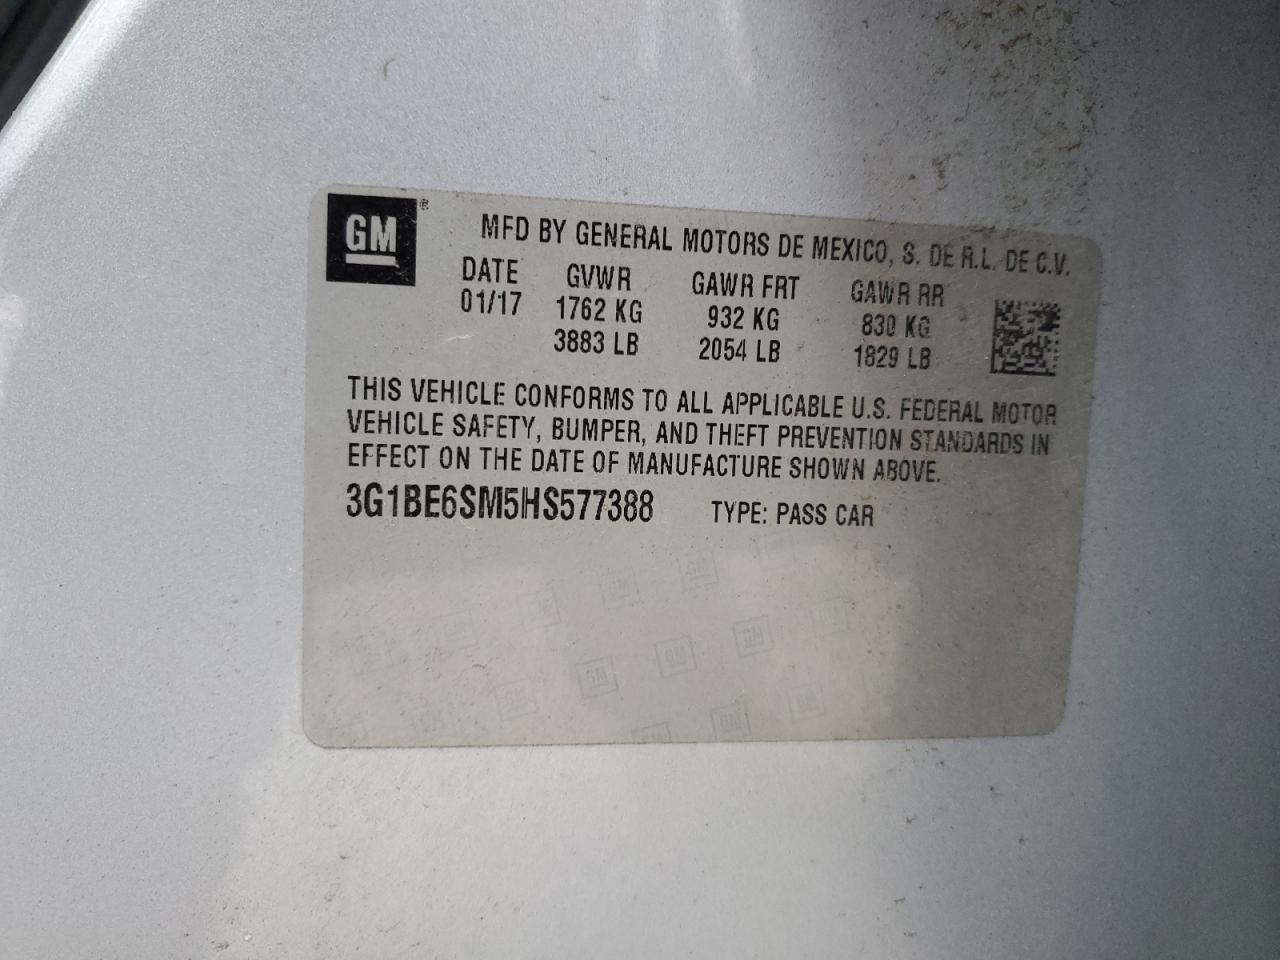 GM®
MFD BY GENERAL MOTORS DE MEXICO, S. DE R.L. DE C.V.
DATE GVWR GAWR FRT GAWR RR
01/17 1762 KG 932 KG 830 KG
3883 LB 2054 LB 1829 LB
THIS VEHICLE CONFORMS TO ALL APPLICABLE U.S. FEDERAL MOTOR
VEHICLE SAFETY, BUMPER, AND THEFT PREVENTION STANDARDS IN
EFFECT ON THE DATE OF MANUFACTURE SHOWN ABOVE.
3G1BE6SM5HS577388 TYPE: PASS CAR